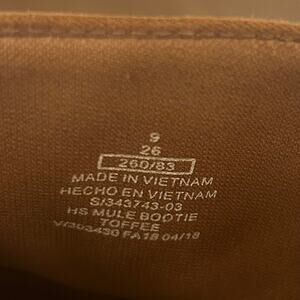 9
26
260/83
MADE IN VIETNAM
HECHO EN VIETNAM
S/343743-03
HS MULE BOOTIE
TOFFEE
V/303430 FA18 04/18